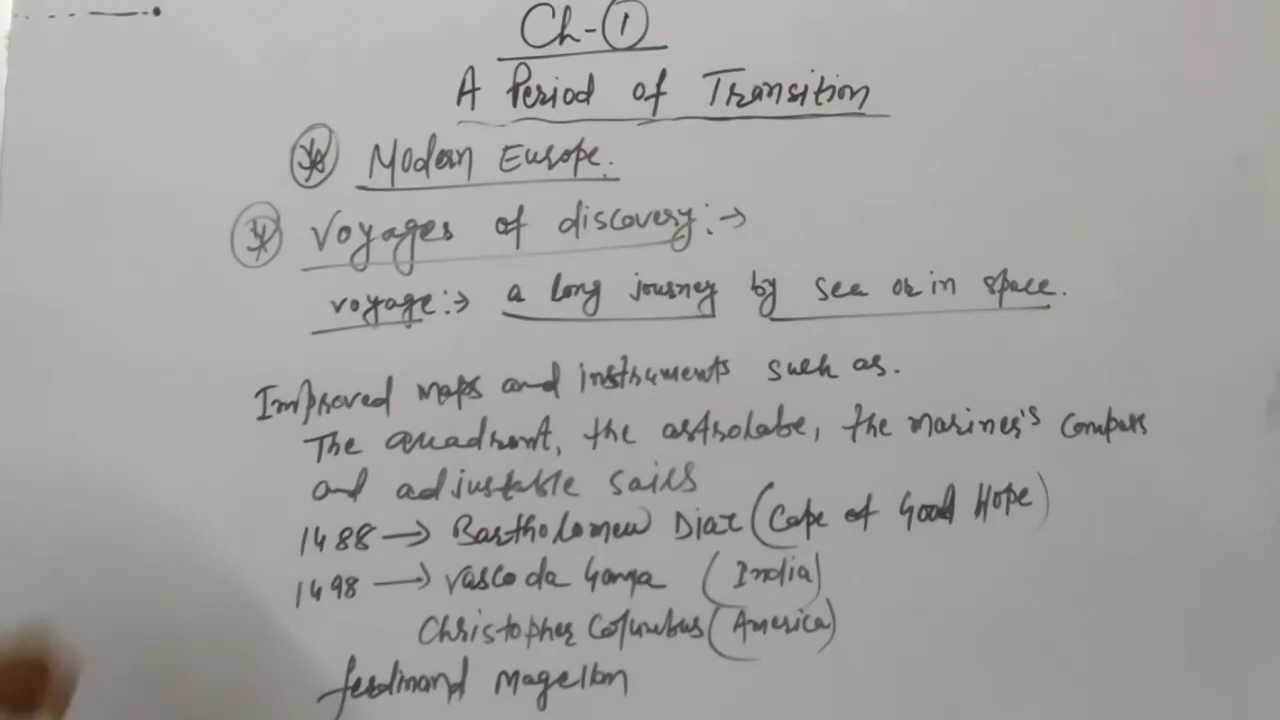 Ch-①
A Period of Transition
Modern Europe.
Voyages of discovery:→
voyage:→ a long journey by sea or in space.
Improved maps and instruments such as.
The quadrant, the astrolabe, the mariner's compass
and adjustable sails
1488 → Bartholomew Diaz (Cape of Good Hope)
1498 → Vasco da Gama (India)
Christopher Columbus (America)
ferdinand Magellan